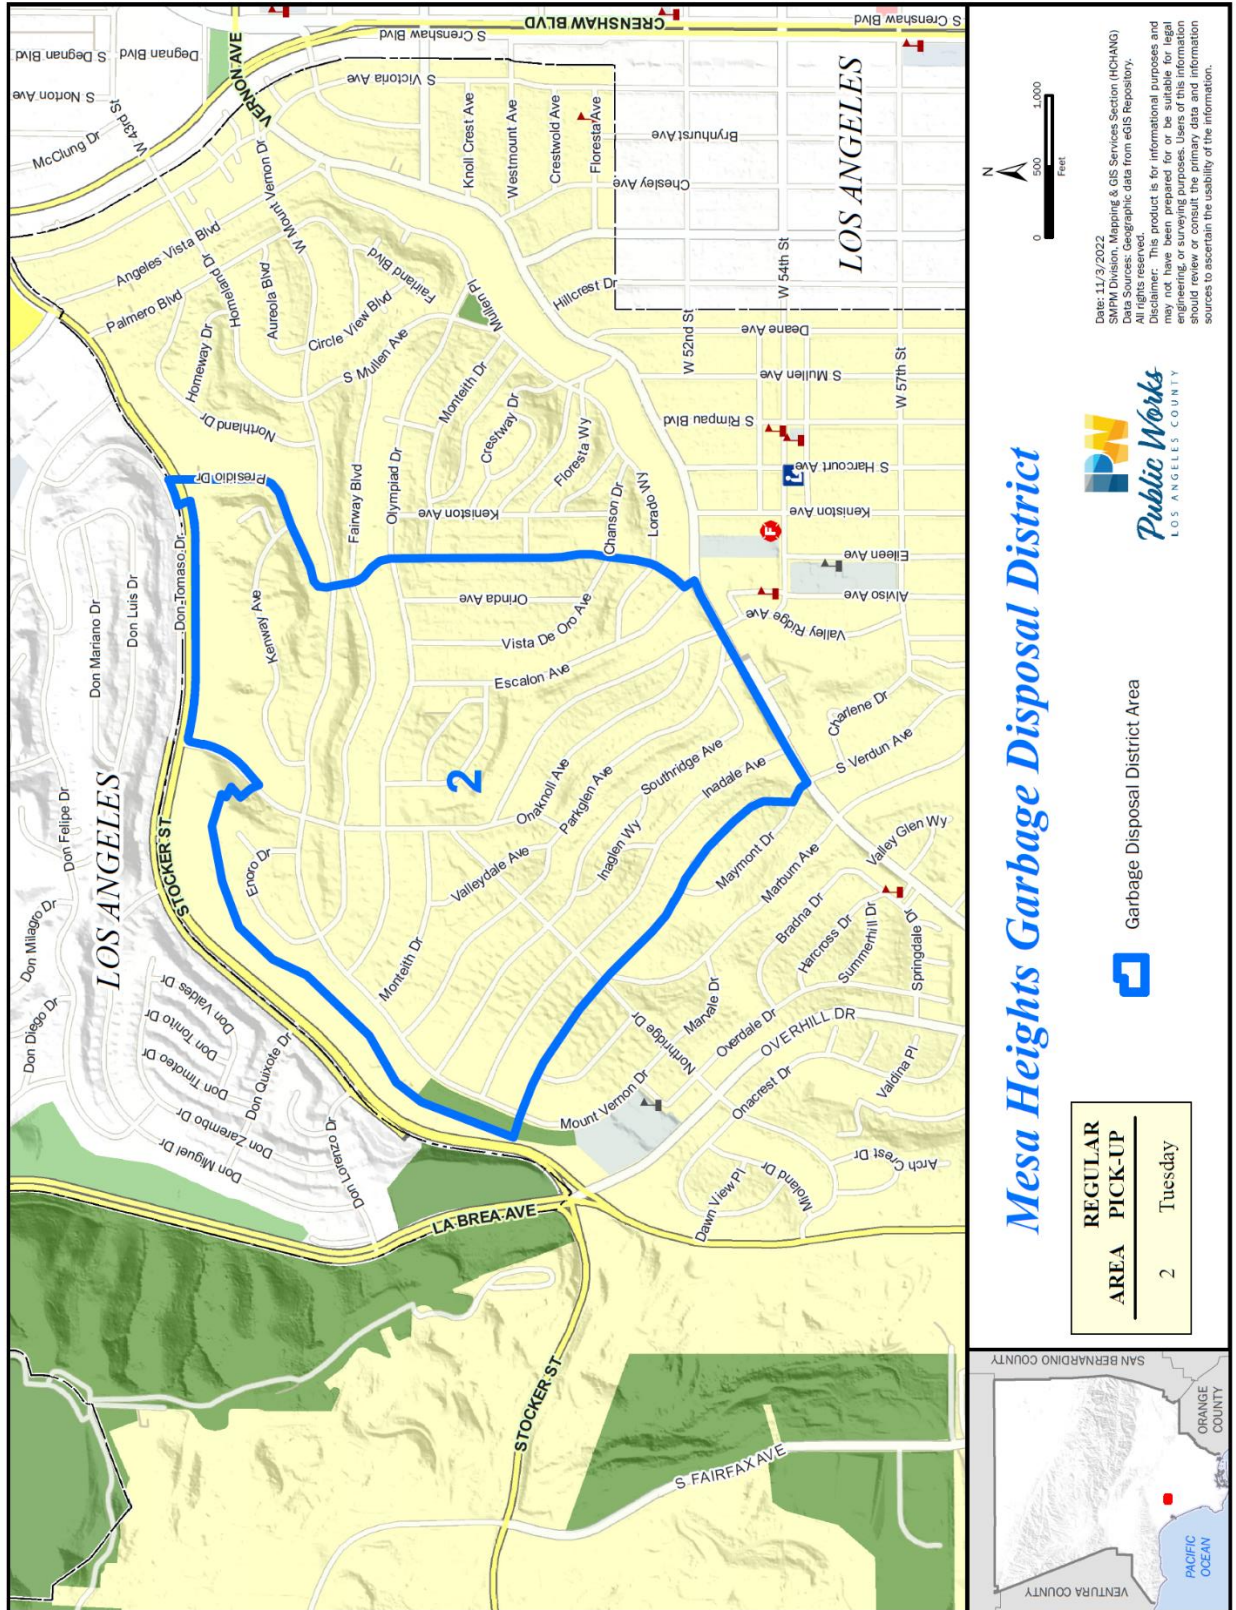 S Degnan Blvd
Degnan Blvd
S Norton Ave
McClung Dr
W 43rd St
VERNON AVE
S Crenshaw Blvd
CRENSHAW BLVD
S Crenshaw Blvd
S Victoria Ave
Angeles Vista Blvd
Palmero Blvd
Homeland Dr
W Mount Vernon Dr
Aureola Blvd
Homeway Dr
Circle View Blvd
Fairland Blvd
S Mullen Ave
Northland Dr
Mullen Pl
Knoll Crest Ave
Westmount Ave
Crestwold Ave
Floresta Ave
Brynhurst Ave
Chesley Ave
LOS ANGELES
W 54th St
Hillcrest Dr
W 52nd St
Deane Ave
S Mullen Ave
W 57th St
S Rimpau Blvd
S Harcourt Ave
Keniston Ave
Eileen Ave
Alviso Ave
Valley Ridge Ave
F
Monteith Dr
Crestway Dr
Floresta Wy
Olympiad Dr
Keniston Ave
Chanson Dr
Lorado Wy
Presidio Dr
Fairway Blvd
Don Tomaso Dr
Kenway Ave
Orinda Ave
Vista De Oro Ave
Escalon Ave
2
Don Mariano Dr
Don Luis Dr
Don Felipe Dr
LOS ANGELES
STOCKER ST
Don Milagro Dr
Don Diego Dr
Don Valdes Dr
Don Tonito Dr
Don Timoteo Dr
Don Quixote Dr
Don Zarembo Dr
Don Miguel Dr
Don Lorenzo Dr
Enoro Dr
Monteith Dr
Valleydale Ave
Onaknoll Ave
Parkglen Ave
Southridge Ave
Inaglen Wy
Inadale Ave
Maymont Dr
Marburn Ave
Charlene Dr
S Verdun Ave
Valley Glen Wy
Bradna Dr
Harcross Dr
Summerhill Dr
Springdale Dr
Northridge Dr
Marvale Dr
Overdale Dr
OVERHILL DR
Mount Vernon Dr
Onacrest Dr
Valdina Pl
Arch Crest Dr
Mioland Dr
Dawn View Pl
LA BREA AVE
STOCKER ST
S FAIRFAX AVE
Mesa Heights Garbage Disposal District
AREA
REGULAR
PICK-UP
2
Tuesday
Garbage Disposal District Area
PW
Public Works
LOS ANGELES COUNTY
N
0
500
1,000
Feet
Date: 11/3/2022
SMPM Division, Mapping & GIS Services Section (HCHANG)
Data Sources: Geographic data from eGIS Repository.
All rights reserved.
Disclaimer: This product is for informational purposes and
may not have been prepared for or be suitable for legal
engineering, or surveying purposes. Users of this information
should review or consult the primary data and information
sources to ascertain the usability of the information.
VENTURA COUNTY
SAN BERNARDINO COUNTY
ORANGE
COUNTY
PACIFIC
OCEAN